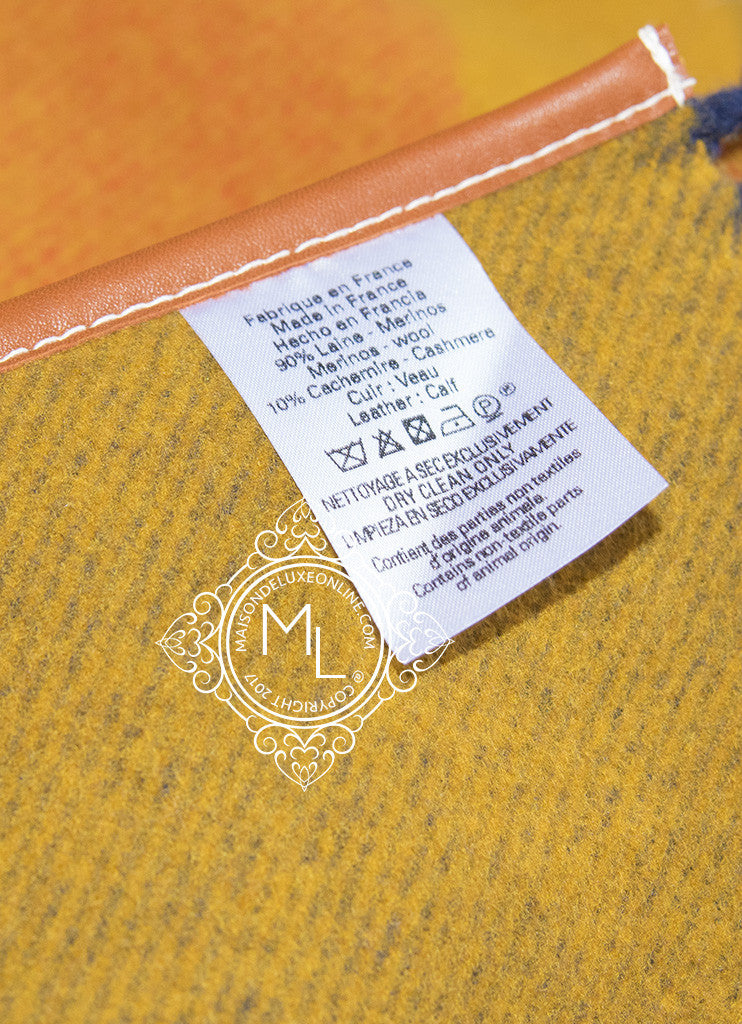 Fabrique en France
Made in France
Hecho en Francia
90% Laine - Merinos
Merinos - wool
10% Cachemire - Cashmere
Cuir : Veau
Leather : Calf
P
®
NETTOYAGE A SEC EXCLUSIVEMENT
DRY CLEAN ONLY
LIMPIEZA EN SECO EXCLUSIVAMENTE
Contient des parties non textiles
d'origine animale.
Contains non-textile parts
of animal origin.
MAISONDELUXEONLINE.COM
ML
® COPYRIGHT 2017